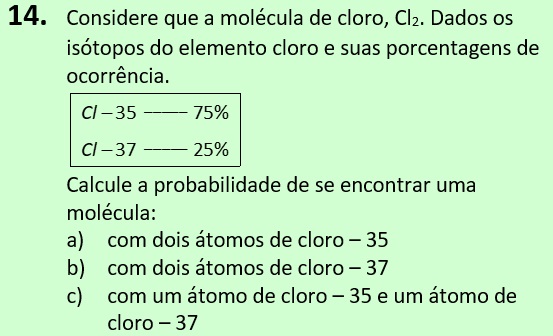 14. Considere que a molécula de cloro, Cl₂. Dados os
isótopos do elemento cloro e suas porcentagens de
ocorrência.
Cl – 35 ––––– 75%
Cl – 37 ––––– 25%
Calcule a probabilidade de se encontrar uma
molécula:
a) com dois átomos de cloro – 35
b) com dois átomos de cloro – 37
c) com um átomo de cloro – 35 e um átomo de
cloro – 37